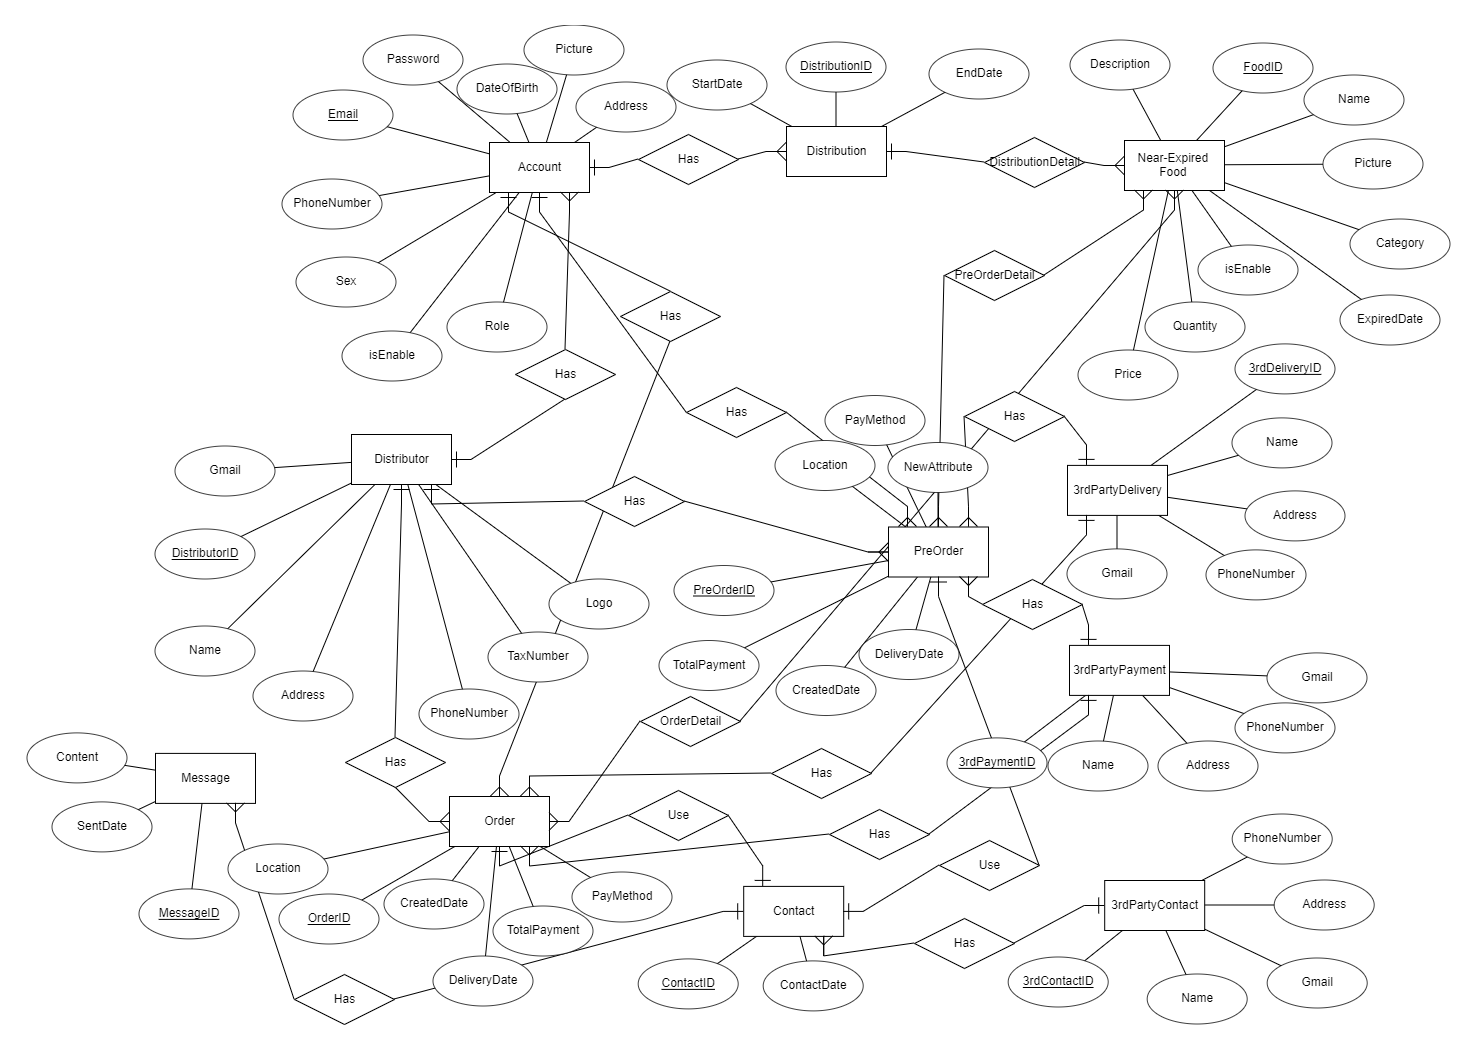 Picture
Password
DateOfBirth
Address
Email
Account
PhoneNumber
Sex
isEnable
Role
Has
StartDate
DistributionID
EndDate
Distribution
DistributionDetail
Description
FoodID
Name
Near-Expired
Food
Picture
Category
isEnable
ExpiredDate
Quantity
Price
PreOrderDetail
Has
Has
Has
Has
3rdDeliveryID
Name
3rdPartyDelivery
Address
Gmail
PhoneNumber
PayMethod
Location
NewAttribute
Gmail
Distributor
DistributorID
Name
Address
PhoneNumber
TaxNumber
Logo
Has
PreOrder
PreOrderID
TotalPayment
CreatedDate
DeliveryDate
Has
3rdPartyPayment
Gmail
PhoneNumber
Name
Address
3rdPaymentID
OrderDetail
Has
Has
Has
Content
Message
SentDate
MessageID
Order
Location
OrderID
CreatedDate
TotalPayment
PayMethod
DeliveryDate
Use
Use
Contact
ContactID
ContactDate
Has
Has
PhoneNumber
3rdPartyContact
Address
3rdContactID
Name
Gmail